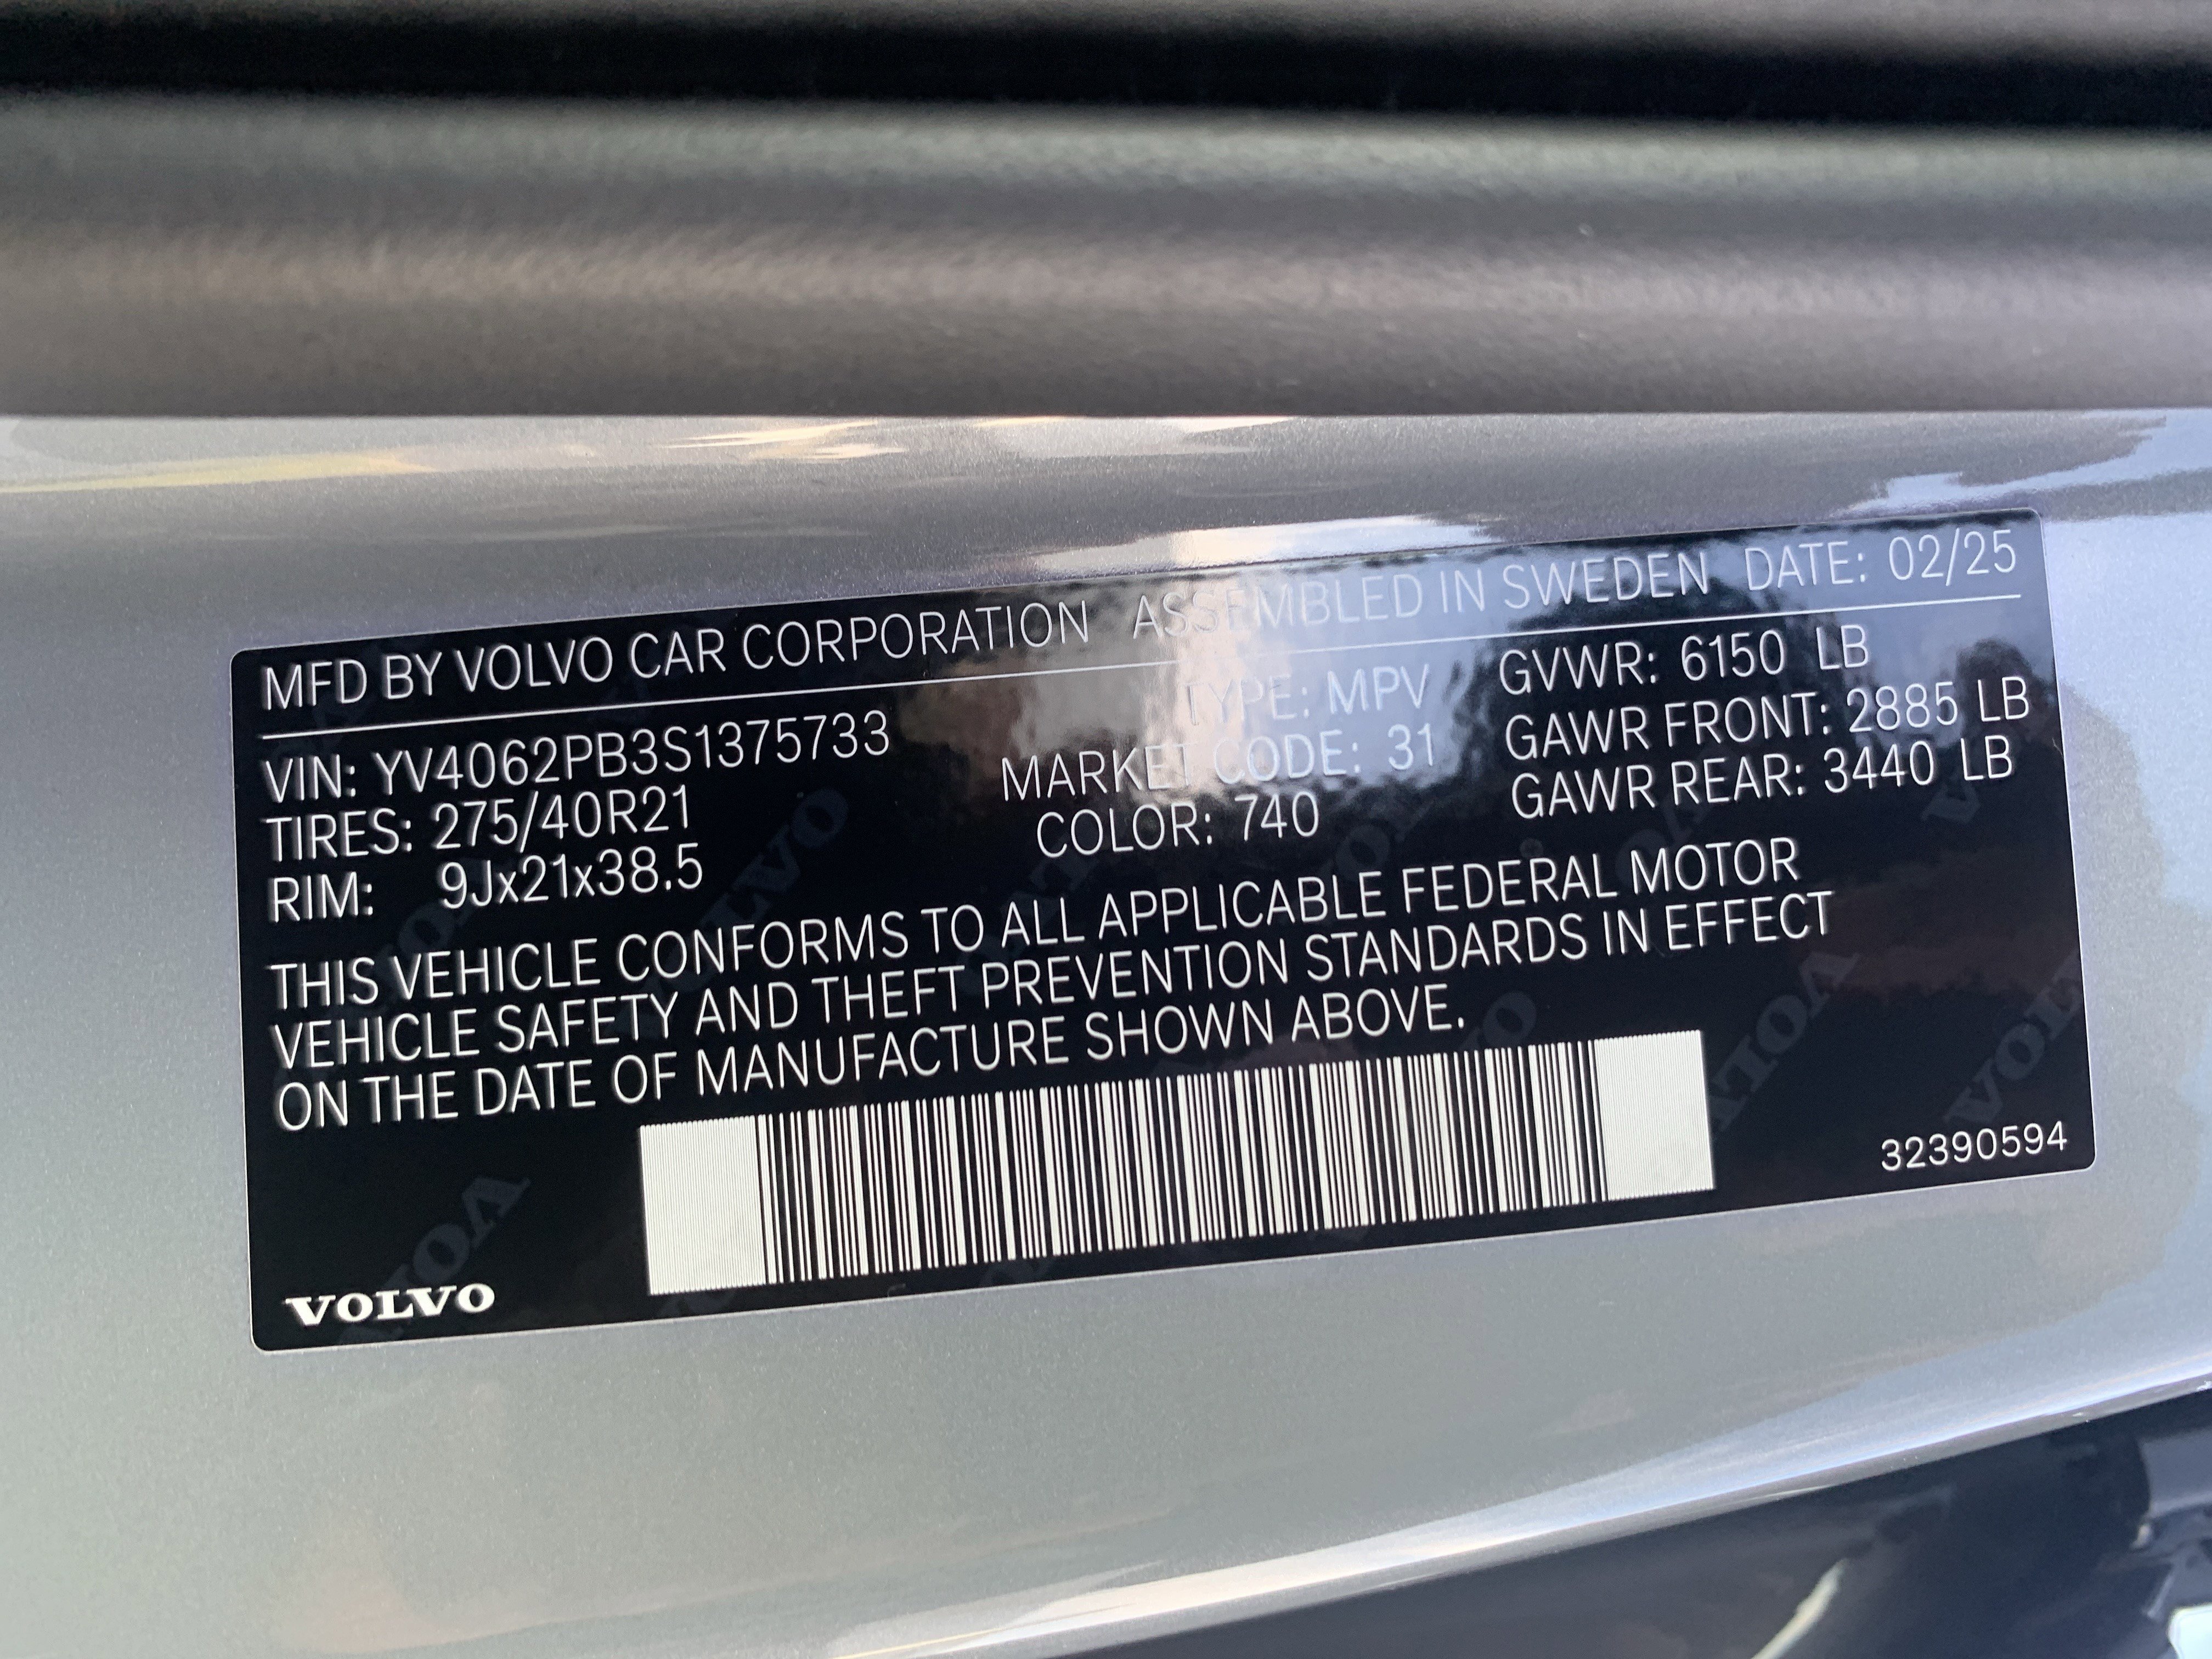 MFD BY VOLVO CAR CORPORATION ASSEMBLED IN SWEDEN DATE: 02/25
VIN: YV4062PB3S1375733 TYPE: MPV GVWR: 6150 LB
TIRES: 275/40R21 MARKET CODE: 31 GAWR FRONT: 2885 LB
RIM: 9Jx21x38.5 COLOR: 740 GAWR REAR: 3440 LB
THIS VEHICLE CONFORMS TO ALL APPLICABLE FEDERAL MOTOR
VEHICLE SAFETY AND THEFT PREVENTION STANDARDS IN EFFECT
ON THE DATE OF MANUFACTURE SHOWN ABOVE.
32390594
VOLVO